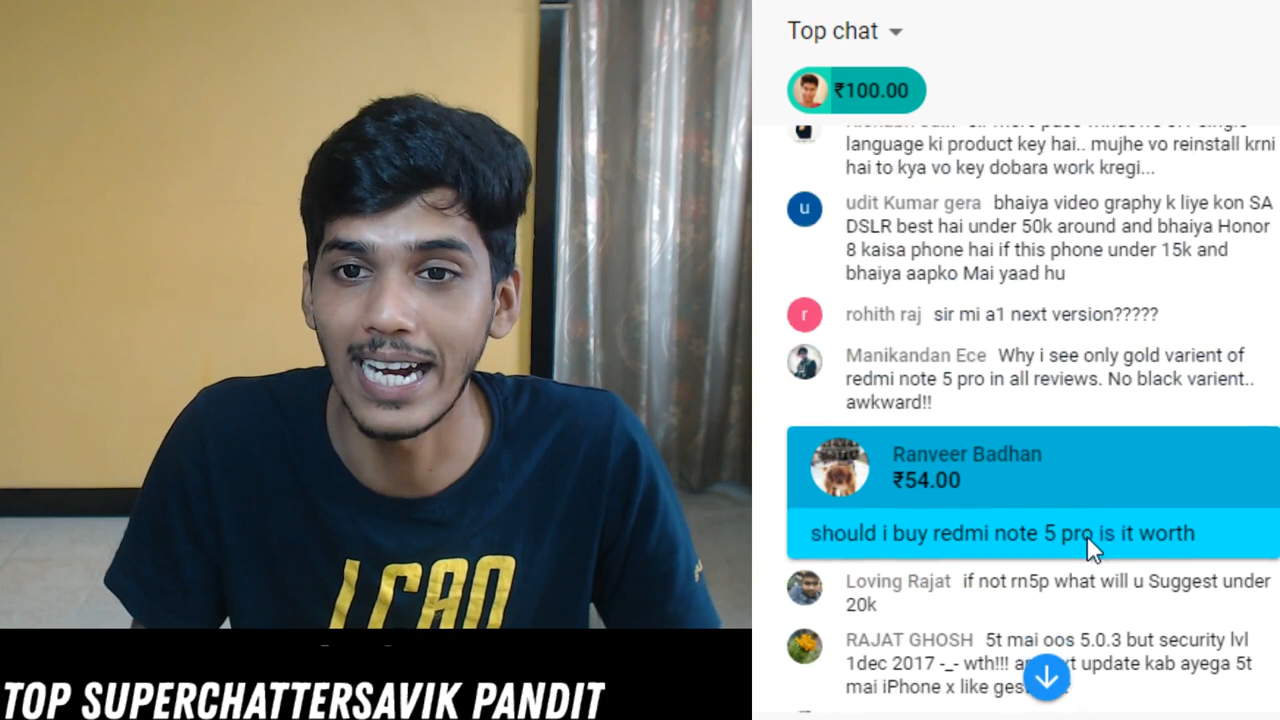 Top chat
₹100.00
language ki product key hai.. mujhe vo reinstall krni
hai to kya vo key dobara work kregi...
u
udit Kumar gera bhaiya video graphy k liye kon SA
DSLR best hai under 50k around and bhaiya Honor
8 kaisa phone hai if this phone under 15k and
bhaiya aapko Mai yaad hu
r
rohith raj sir mi a1 next version?????
Manikandan Ece Why i see only gold varient of
redmi note 5 pro in all reviews. No black varient..
awkward!!
Ranveer Badhan
₹54.00
should i buy redmi note 5 pro is it worth
Loving Rajat if not rn5p what will u Suggest under
20k
RAJAT GHOSH 5t mai oos 5.0.3 but security lvl
1dec 2017 -_- wth!!! update kab ayega 5t
mai iPhone x like
TOP SUPERCHATTERSAVIK PANDIT